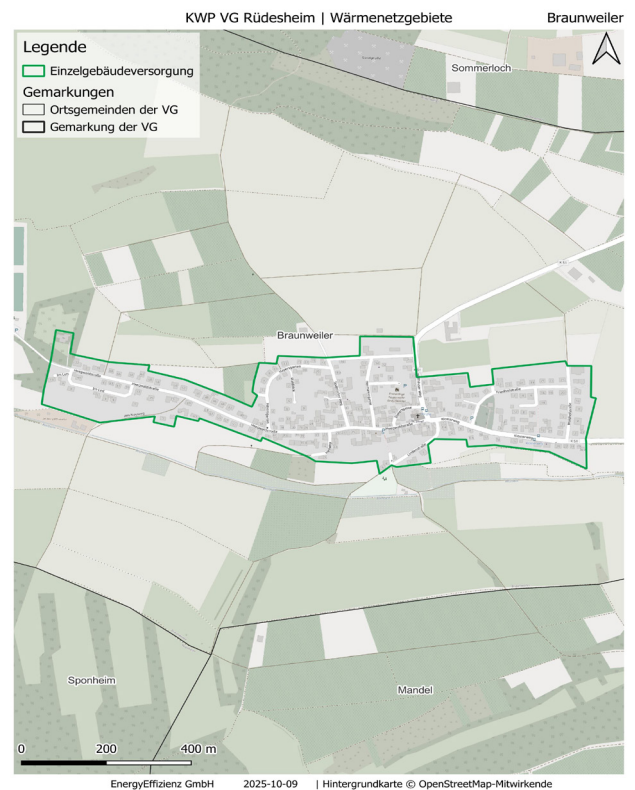 KWP VG Rüdesheim | Wärmenetzgebiete
Braunweiler
Legende
Einzelgebäudeversorgung
Gemarkungen
Ortsgemeinden der VG
Gemarkung der VG
Sommerloch
Braunweiler
Sponheim
Mandel
0 200 400 m
EnergyEffizienz GmbH 2025-10-09 | Hintergrundkarte © OpenStreetMap-Mitwirkende